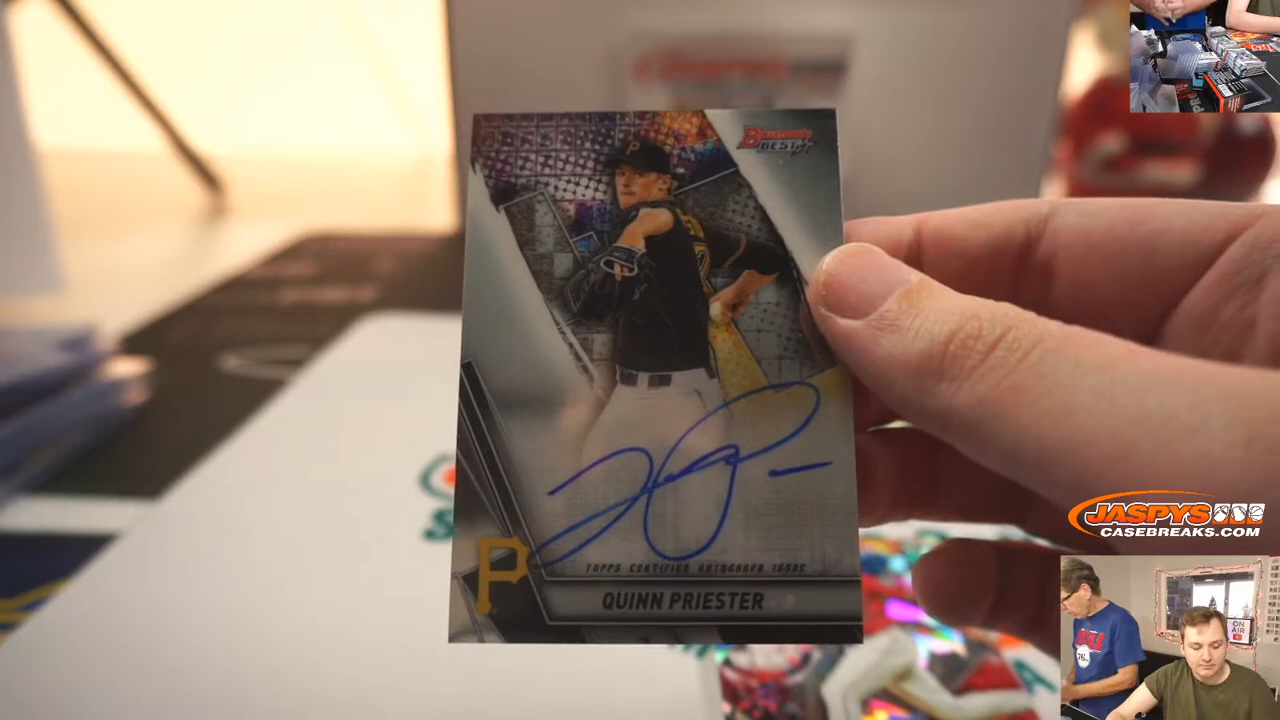 P
BOWMAN'S
BEST
TOPPS CERTIFIED AUTOGRAPH ISSUE
P
QUINN PRIESTER
JASPYS
CASEBREAKS.COM
ON
AIR